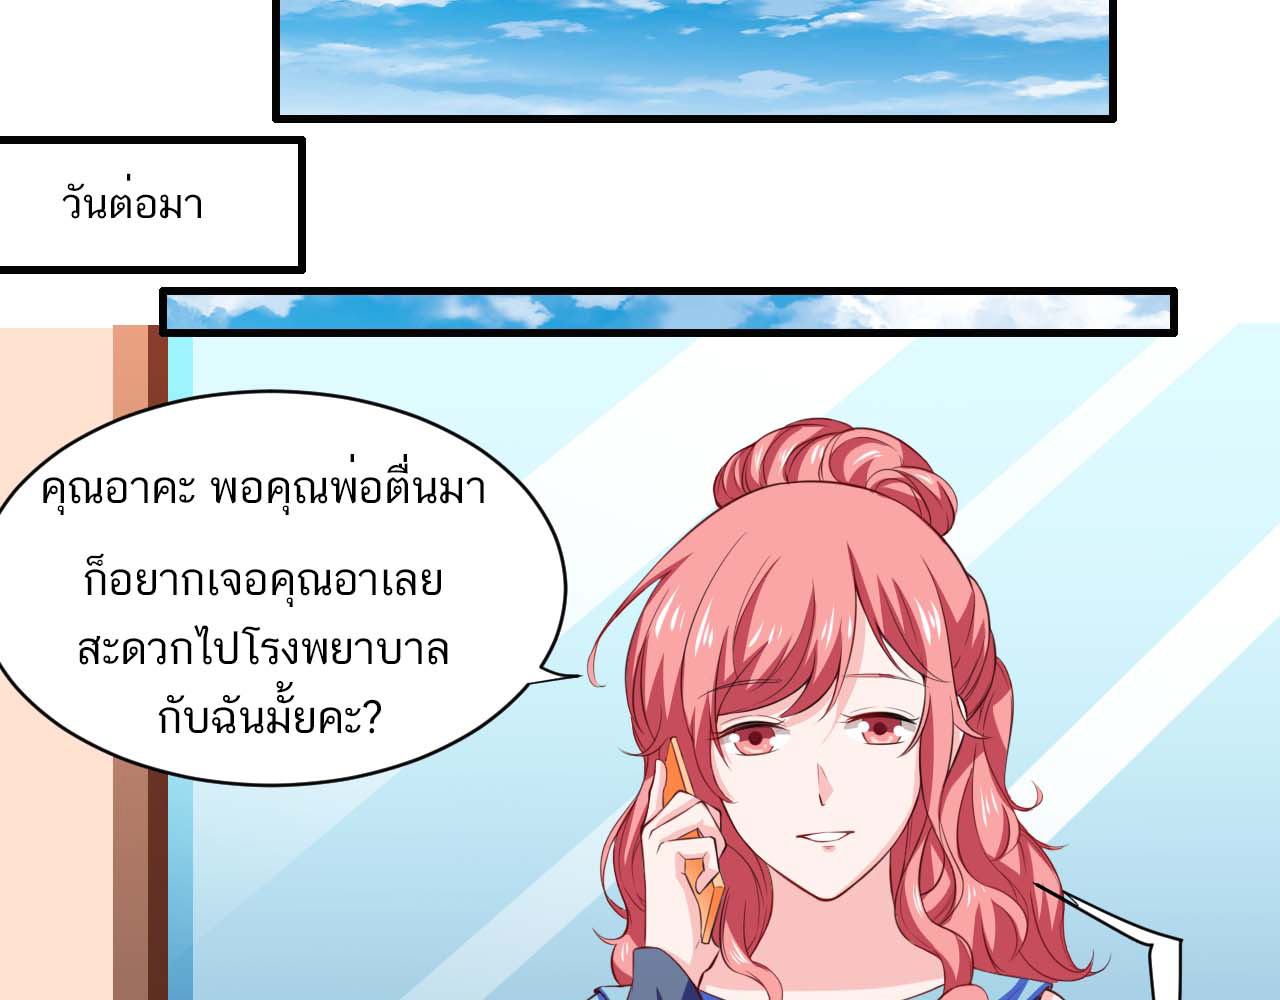 วันต่อมา
คุณอาคะ พอคุณพ่อตื่นมา
ก็อยากเจอคุณอาเลย
สะดวกไปโรงพยาบาล
กับฉันมั้ยคะ?